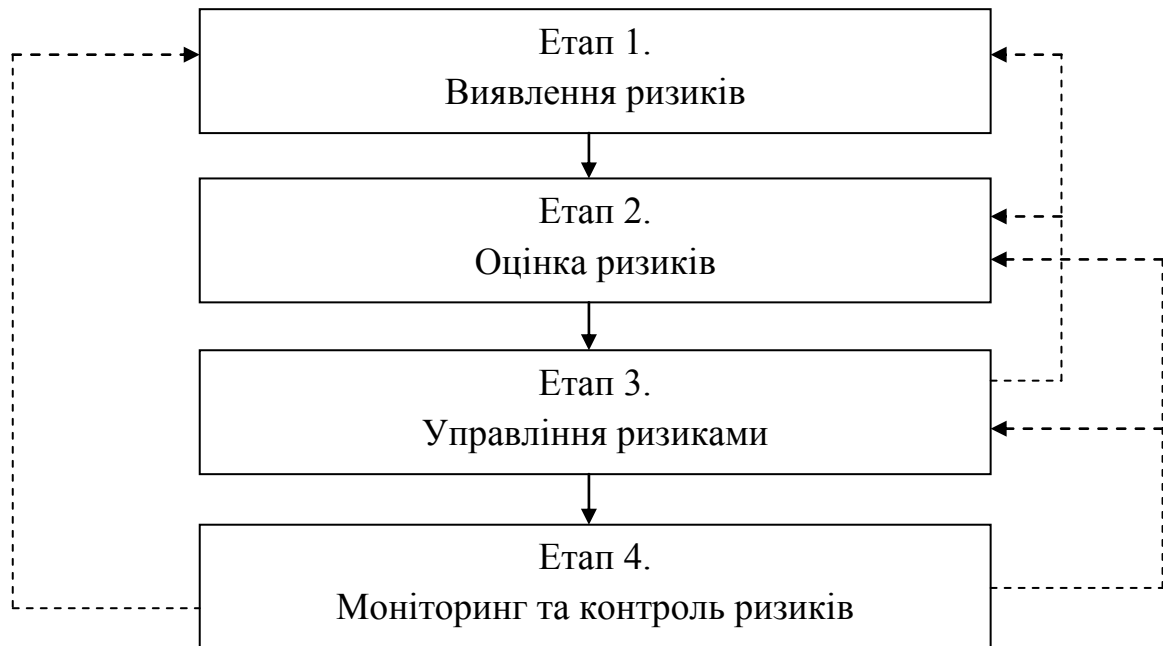 Етап 1.
Виявлення ризиків
Етап 2.
Оцінка ризиків
Етап 3.
Управління ризиками
Етап 4.
Моніторинг та контроль ризиків